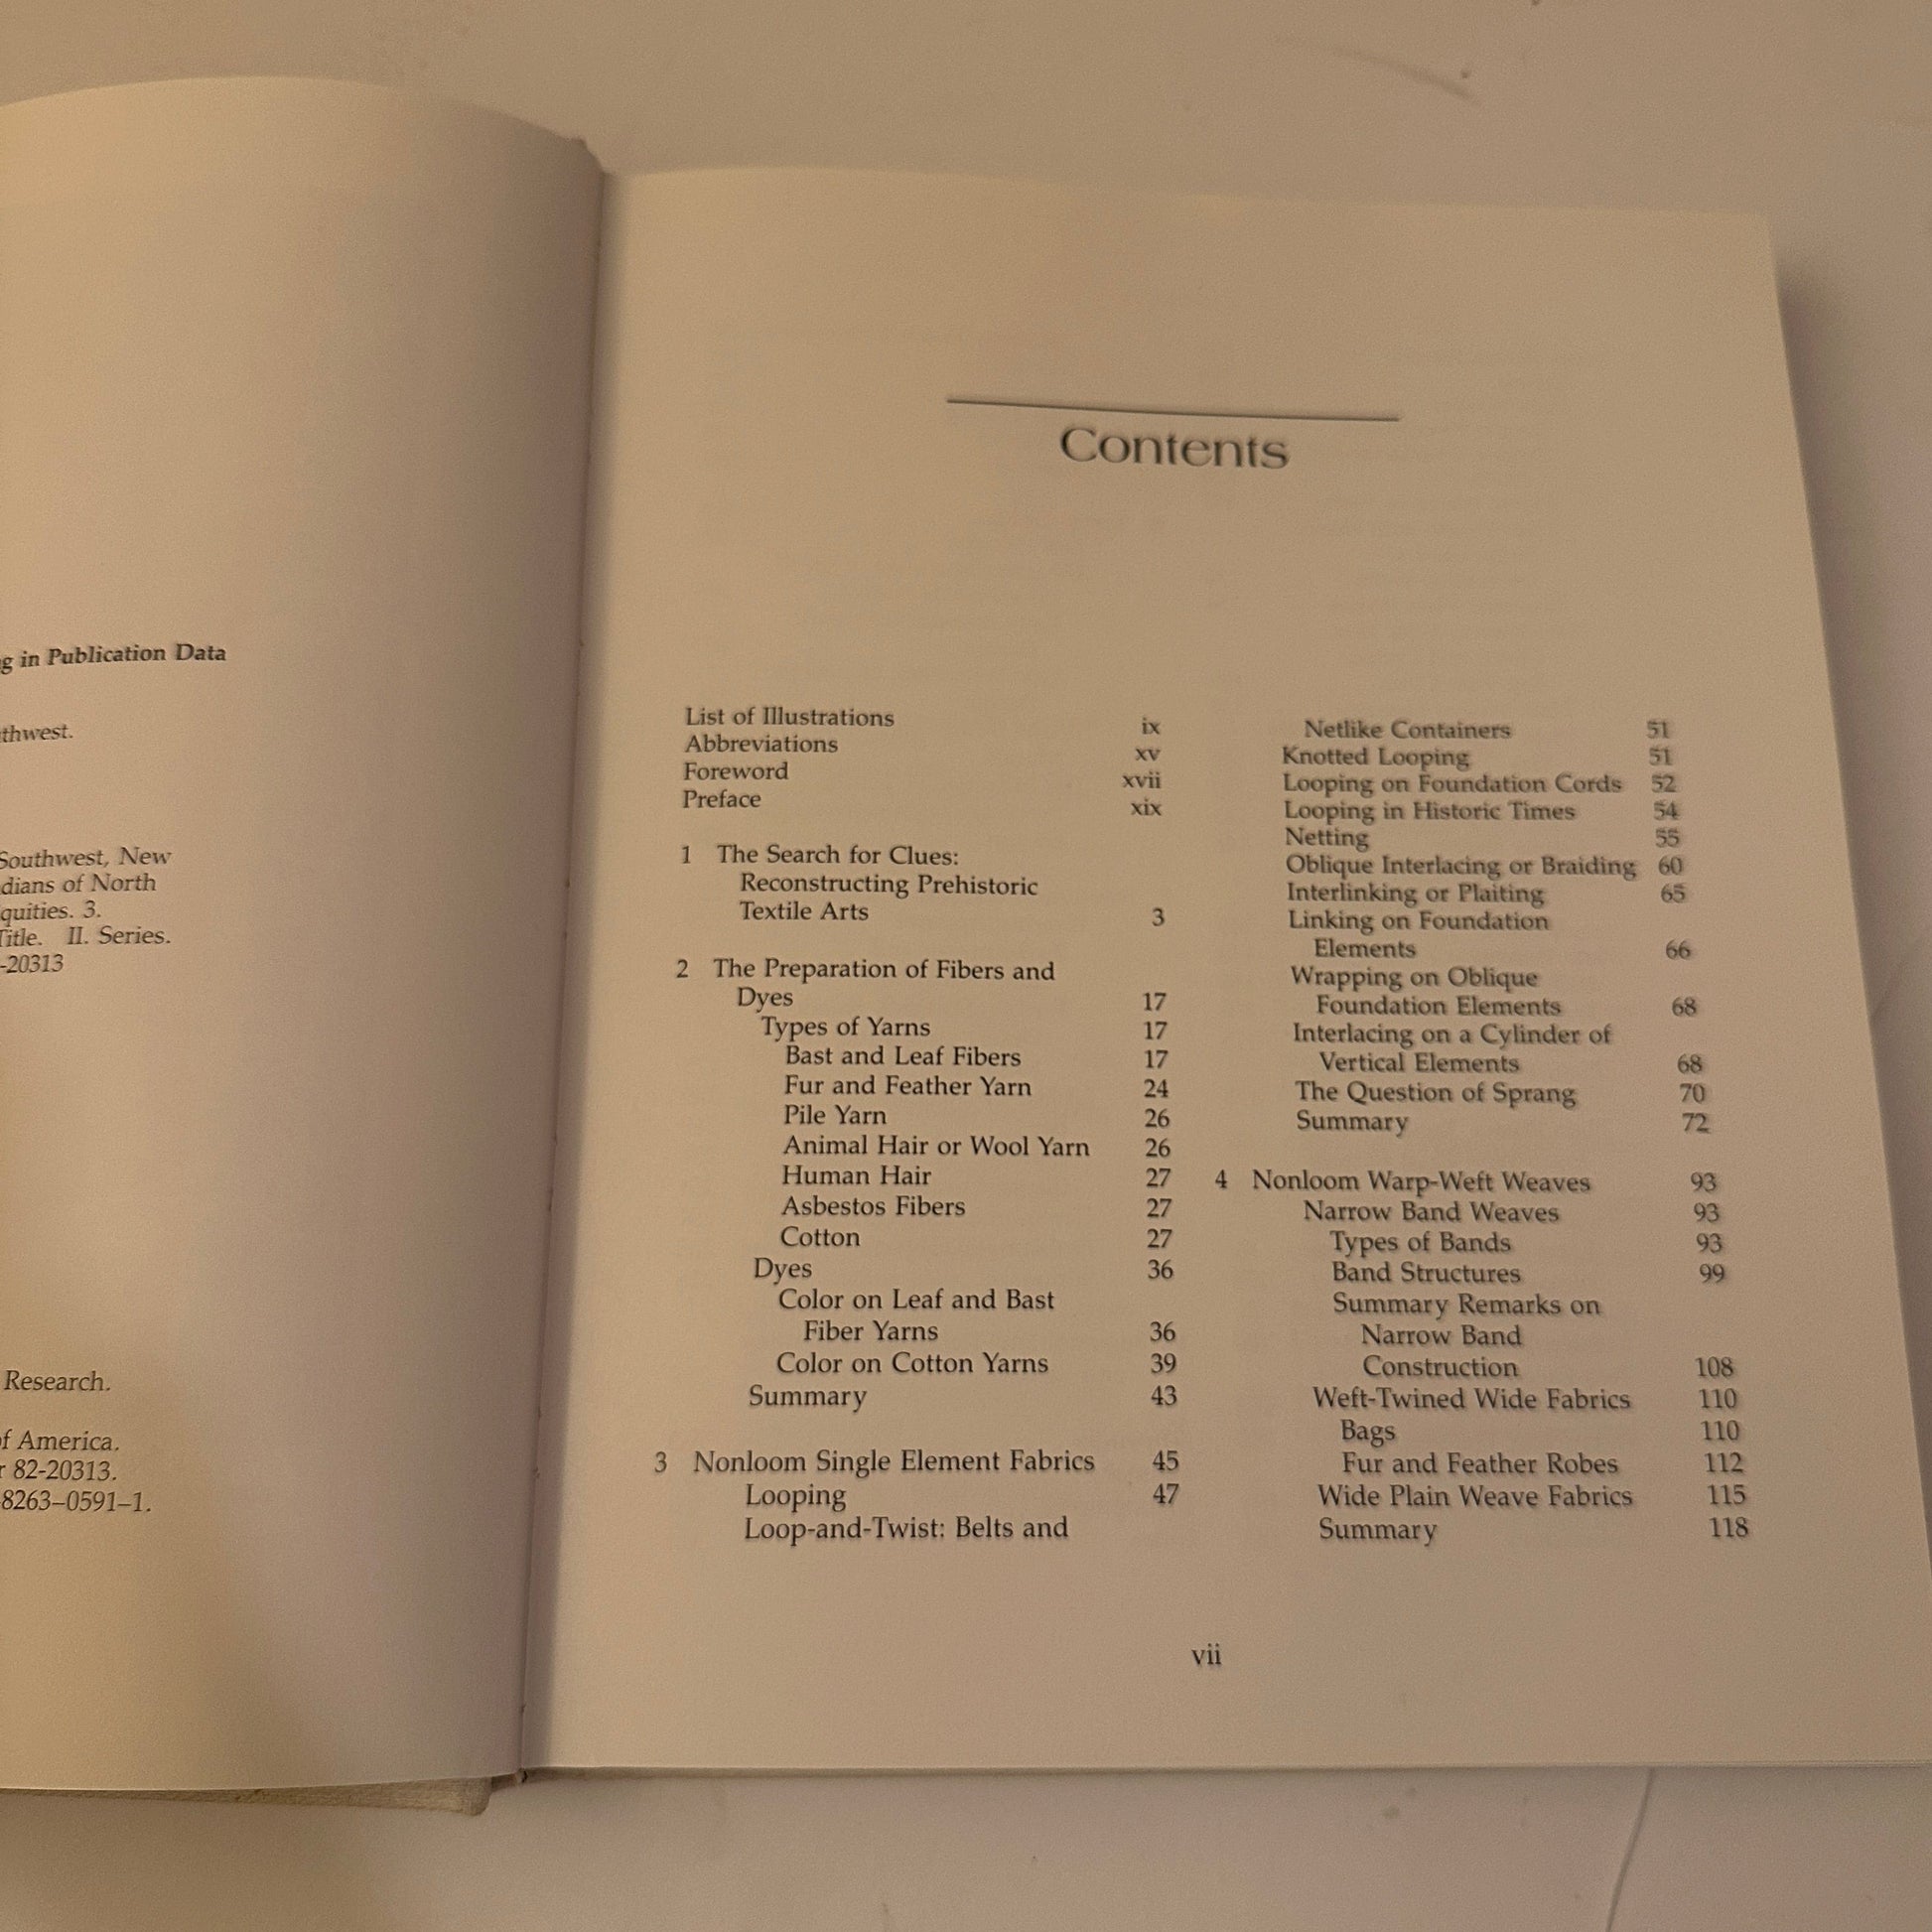 g in Publication Data
thwest.
Southwest, New
dians of North
quities. 3.
Title. II. Series.
-20313
Research.
of America.
r 82-20313.
8263–0591–1.
Contents
List of Illustrations ix
Abbreviations xv
Foreword xvii
Preface xix
1 The Search for Clues:
Reconstructing Prehistoric
Textile Arts 3
2 The Preparation of Fibers and
Dyes 17
Types of Yarns 17
Bast and Leaf Fibers 17
Fur and Feather Yarn 24
Pile Yarn 26
Animal Hair or Wool Yarn 26
Human Hair 27
Asbestos Fibers 27
Cotton 27
Dyes 36
Color on Leaf and Bast
Fiber Yarns 36
Color on Cotton Yarns 39
Summary 43
3 Nonloom Single Element Fabrics 45
Looping 47
Loop-and-Twist: Belts and
Netlike Containers 51
Knotted Looping 51
Looping on Foundation Cords 52
Looping in Historic Times 54
Netting 55
Oblique Interlacing or Braiding 60
Interlinking or Plaiting 65
Linking on Foundation
Elements 66
Wrapping on Oblique
Foundation Elements 68
Interlacing on a Cylinder of
Vertical Elements 68
The Question of Sprang 70
Summary 72
4 Nonloom Warp-Weft Weaves 93
Narrow Band Weaves 93
Types of Bands 93
Band Structures 99
Summary Remarks on
Narrow Band
Construction 108
Weft-Twined Wide Fabrics 110
Bags 110
Fur and Feather Robes 112
Wide Plain Weave Fabrics 115
Summary 118
vii